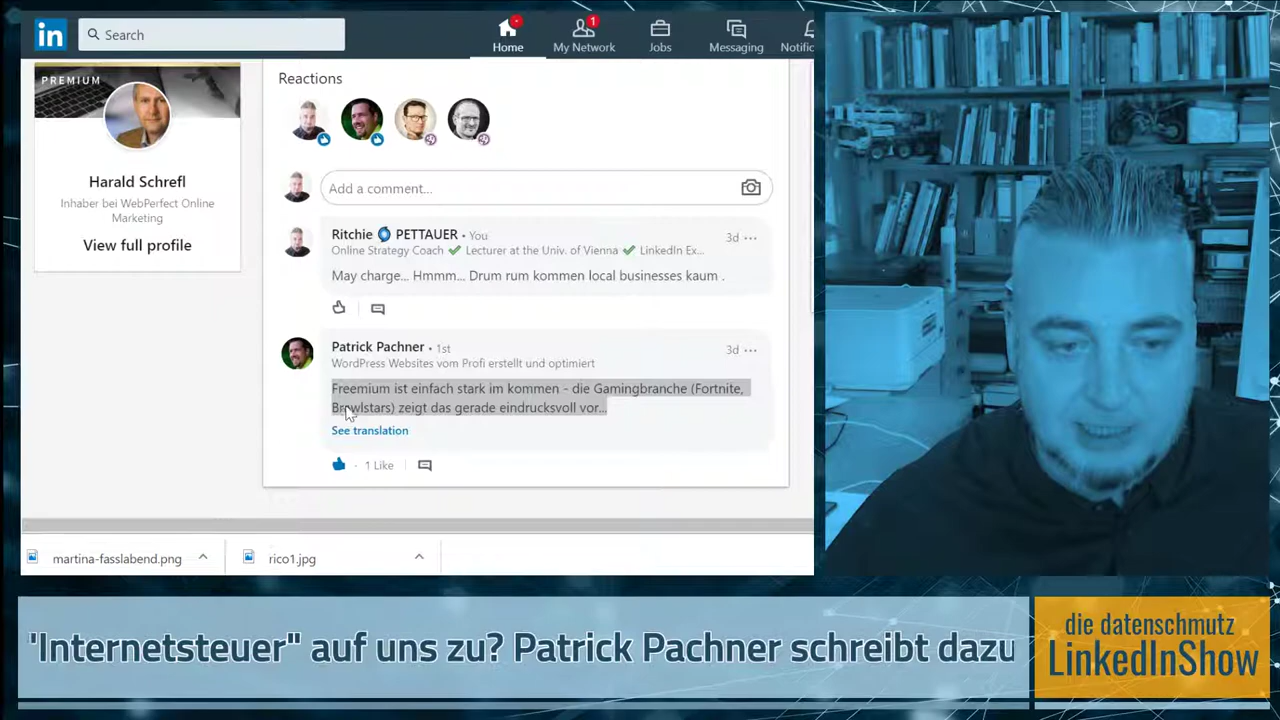 in
Search
Home
1
My Network
Jobs
Messaging
Notific
PREMIUM
Harald Schrefl
Inhaber bei WebPerfect Online
Marketing
View full profile
Reactions
Add a comment...
Ritchie PETTAUER • You
3d ...
Online Strategy Coach ✔ Lecturer at the Univ. of Vienna ✔ LinkedIn Ex...
May charge... Hmmm... Drum rum kommen local businesses kaum .
Patrick Pachner • 1st
3d ...
WordPress Websites vom Profi erstellt und optimiert
Freemium ist einfach stark im kommen - die Gamingbranche (Fortnite,
Brawlstars) zeigt das gerade eindrucksvoll vor...
See translation
· 1 Like
martina-fasslabend.png
rico1.jpg
'Internetsteuer" auf uns zu? Patrick Pachner schreibt dazu
die datenschmutz
LinkedInShow